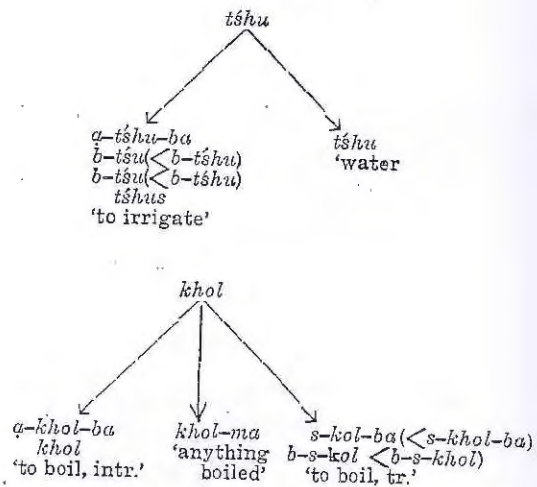 tśhu
ạ-tśhu-ba
b-tśu(<b-tśhu)
b-tśu(<b-tśhu)
tśhus
‘to irrigate’
tśhu
‘water
khol
ạ-khol-ba
khol
‘to boil, intr.’
khol-ma
‘anything
boiled’
s-kol-ba(<s-khol-ba)
b-s-kol <b-s-khol)
‘to boil, tr.’